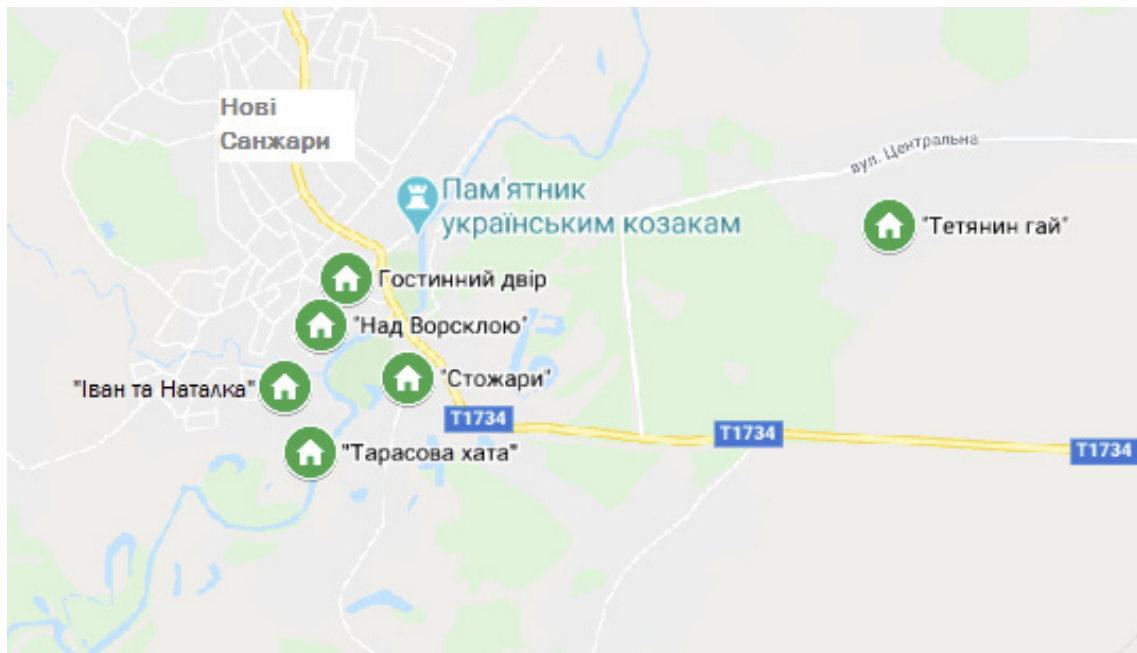 Нові
Санжари
вул. Центральна
Пам'ятник
українським козакам
"Тетянин гай"
Гостинний двір
"Над Ворсклою"
"Іван та Наталка"
"Стожари"
T1734
T1734
T1734
"Тарасова хата"